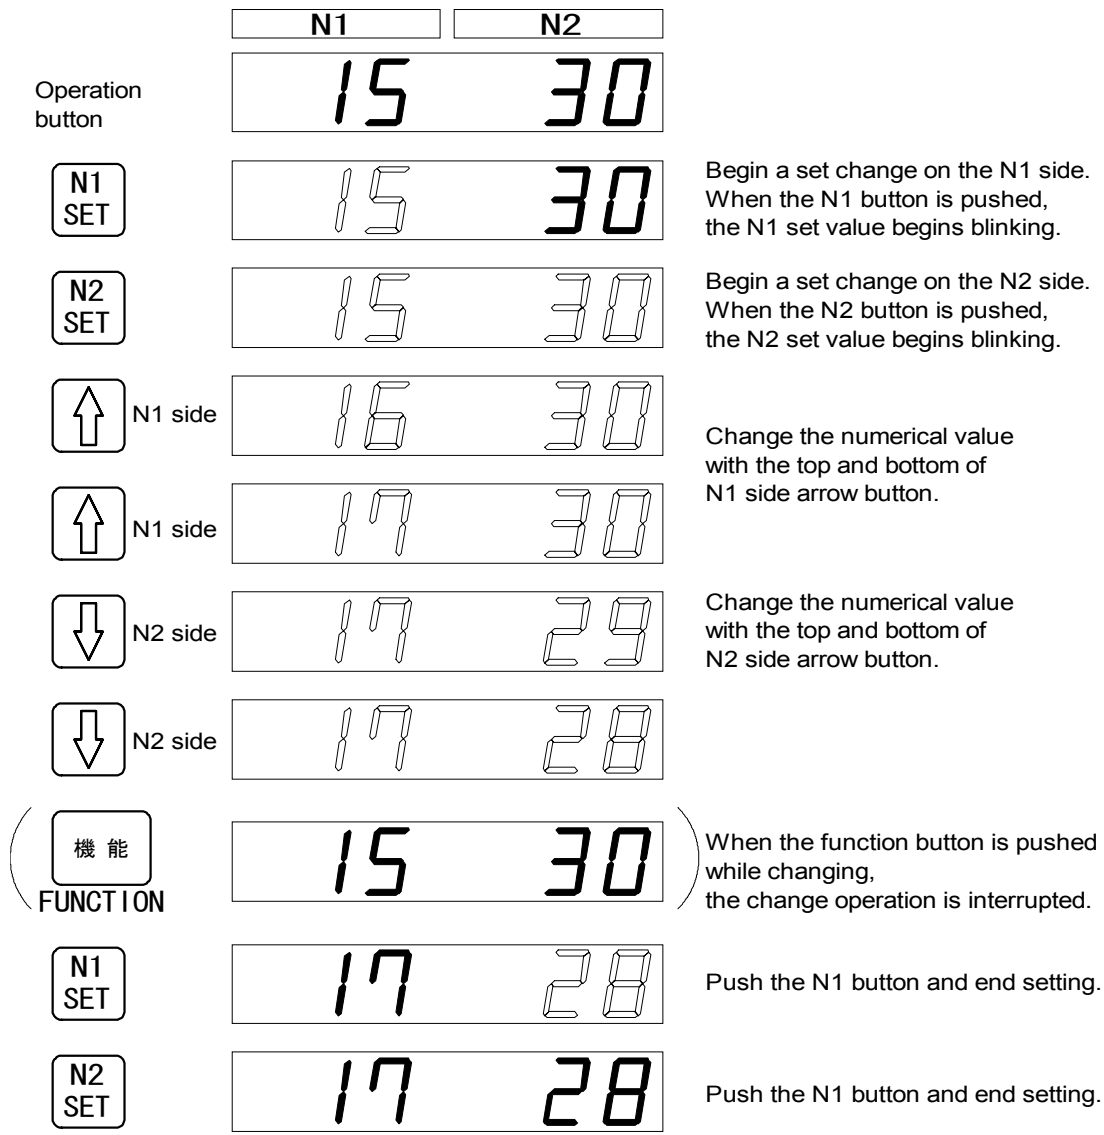 N1 N2
15 30
Operation
button
N1
SET
15 30
Begin a set change on the N1 side.
When the N1 button is pushed,
the N1 set value begins blinking.
N2
SET
15 30
Begin a set change on the N2 side.
When the N2 button is pushed,
the N2 set value begins blinking.
N1 side
16 30
N1 side
17 30
Change the numerical value
with the top and bottom of
N1 side arrow button.
N2 side
17 29
N2 side
17 28
Change the numerical value
with the top and bottom of
N2 side arrow button.
機 能
FUNCTION
15 30
When the function button is pushed
while changing,
the change operation is interrupted.
N1
SET
17 28
Push the N1 button and end setting.
N2
SET
17 28
Push the N1 button and end setting.